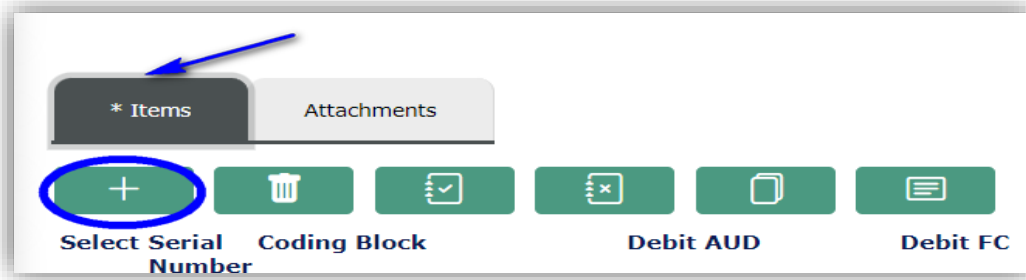 * Items Attachments
Select Serial Coding Block Debit AUD Debit FC
Number